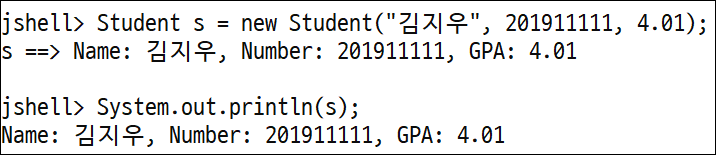 jshell> Student s = new Student("김지우", 201911111, 4.01);
s ==> Name: 김지우, Number: 201911111, GPA: 4.01
jshell> System.out.println(s);
Name: 김지우, Number: 201911111, GPA: 4.01